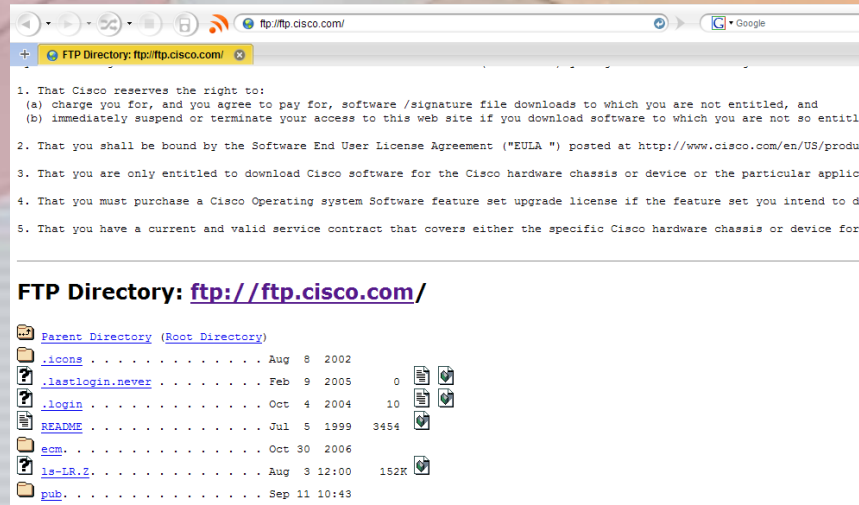 ftp://ftp.cisco.com/
G Google
FTP Directory: ftp://ftp.cisco.com/
1. That Cisco reserves the right to:
(a) charge you for, and you agree to pay for, software /signature file downloads to which you are not entitled, and
(b) immediately suspend or terminate your access to this web site if you download software to which you are not so entitl
2. That you shall be bound by the Software End User License Agreement ("EULA ") posted at http://www.cisco.com/en/US/produ
3. That you are only entitled to download Cisco software for the Cisco hardware chassis or device or the particular applic
4. That you must purchase a Cisco Operating system Software feature set upgrade license if the feature set you intend to d
5. That you have a current and valid service contract that covers either the specific Cisco hardware chassis or device for
FTP Directory: ftp://ftp.cisco.com/
Parent Directory (Root Directory)
.icons . . . . . . . . . . . . . Aug 8 2002
.lastlogin.never . . . . . . . . Feb 9 2005 0
.login . . . . . . . . . . . . . Oct 4 2004 10
README . . . . . . . . . . . . . Jul 5 1999 3454
ecm. . . . . . . . . . . . . . . Oct 30 2006
ls-LR.Z. . . . . . . . . . . . . Aug 3 12:00 152K
pub. . . . . . . . . . . . . . . Sep 11 10:43